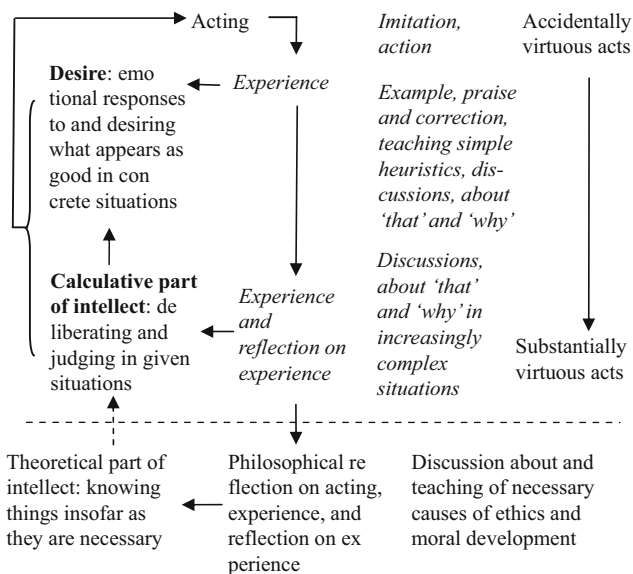 Acting
Imitation,
action
Accidentally
virtuous acts
Desire: emo
tional responses
to and desiring
what appears as
good in con
crete situations
Experience
Example, praise
and correction,
teaching simple
heuristics, dis-
cussions, about
‘that’ and ‘why’
Calculative part
of intellect: de
liberating and
judging in given
situations
Experience
and
reflection on
experience
Discussions,
about ‘that’
and ‘why’ in
increasingly
complex
situations
Substantially
virtuous acts
Theoretical part of
intellect: knowing
things insofar as
they are necessary
Philosophical re
flection on acting,
experience, and
reflection on ex
perience
Discussion about and
teaching of necessary
causes of ethics and
moral development